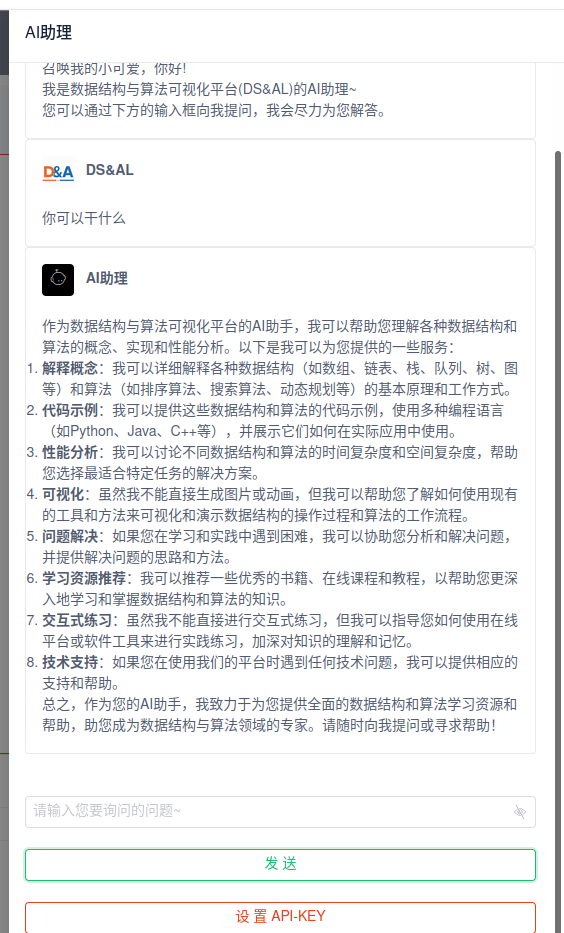 AI助理
召唤我的小可爱，你好!
我是数据结构与算法可视化平台(DS&AL)的AI助理~
您可以通过下方的输入框向我提问，我会尽力为您解答。
D&A DS&AL
你可以干什么
AI助理
作为数据结构与算法可视化平台的AI助手，我可以帮助您理解各种数据结构和
算法的概念、实现和性能分析。以下是我可以为您提供的一些服务：
1. 解释概念：我可以详细解释各种数据结构（如数组、链表、栈、队列、树、图
等）和算法（如排序算法、搜索算法、动态规划等）的基本原理和工作方式。
2. 代码示例：我可以提供这些数据结构和算法的代码示例，使用多种编程语言
（如Python、Java、C++等），并展示它们如何在实际应用中使用。
3. 性能分析：我可以讨论不同数据结构和算法的时间复杂度和空间复杂度，帮助
您选择最适合特定任务的解决方案。
4. 可视化：虽然我不能直接生成图片或动画，但我可以帮助您了解如何使用现有
的工具和方法来可视化和演示数据结构的操作过程和算法的工作流程。
5. 问题解决：如果您在学习和实践中遇到困难，我可以协助您分析和解决问题，
并提供解决问题的思路和方法。
6. 学习资源推荐：我可以推荐一些优秀的书籍、在线课程和教程，以帮助您更深
入地学习和掌握数据结构和算法的知识。
7. 交互式练习：虽然我不能直接进行交互式练习，但我可以指导您如何使用在线
平台或软件工具来进行实践练习，加深对知识的理解和记忆。
8. 技术支持：如果您在使用我们的平台时遇到任何技术问题，我可以提供相应的
支持和帮助。
总之，作为您的AI助手，我致力于为您提供全面的数据结构和算法学习资源和
帮助，助您成为数据结构与算法领域的专家。请随时向我提问或寻求帮助！
请输入您要询问的问题~
发 送
设 置 API-KEY